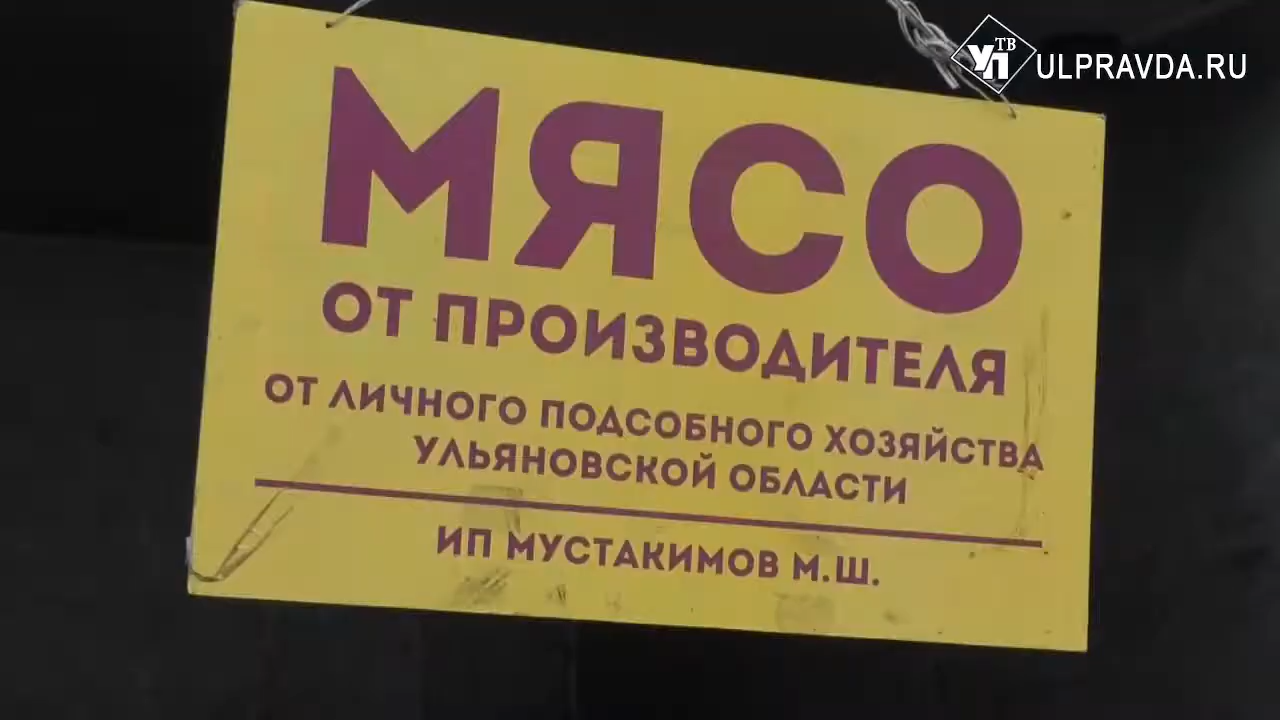 УП ТВ ULPRAVDA.RU
МЯСО
ОТ ПРОИЗВОДИТЕЛЯ
ОТ ЛИЧНОГО ПОДСОБНОГО ХОЗЯЙСТВА
УЛЬЯНОВСКОЙ ОБЛАСТИ
ИП МУСТАКИМОВ М.Ш.